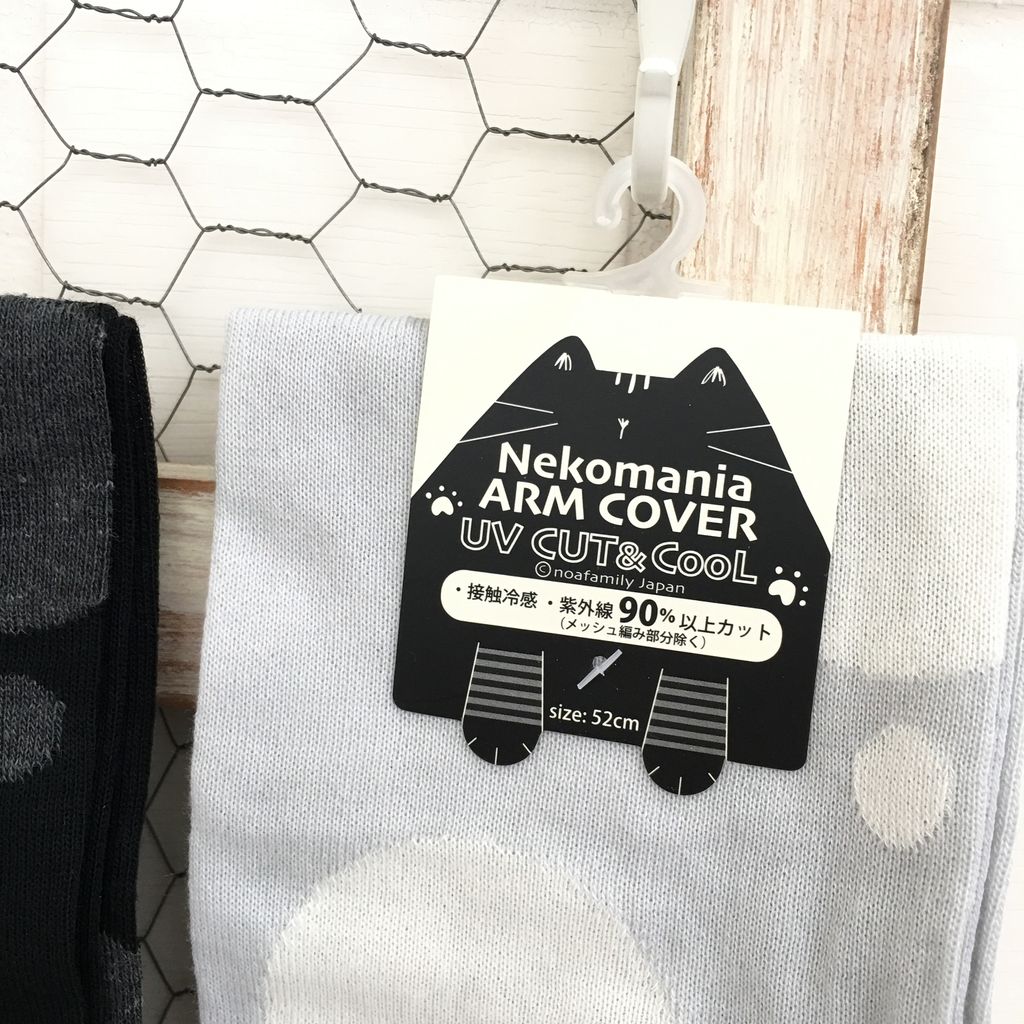 Nekomania
ARM COVER
UV CUT& CooL
©noafamily Japan
・接触冷感 ・紫外線90%以上カット
(メッシュ編み部分除く)
size: 52cm